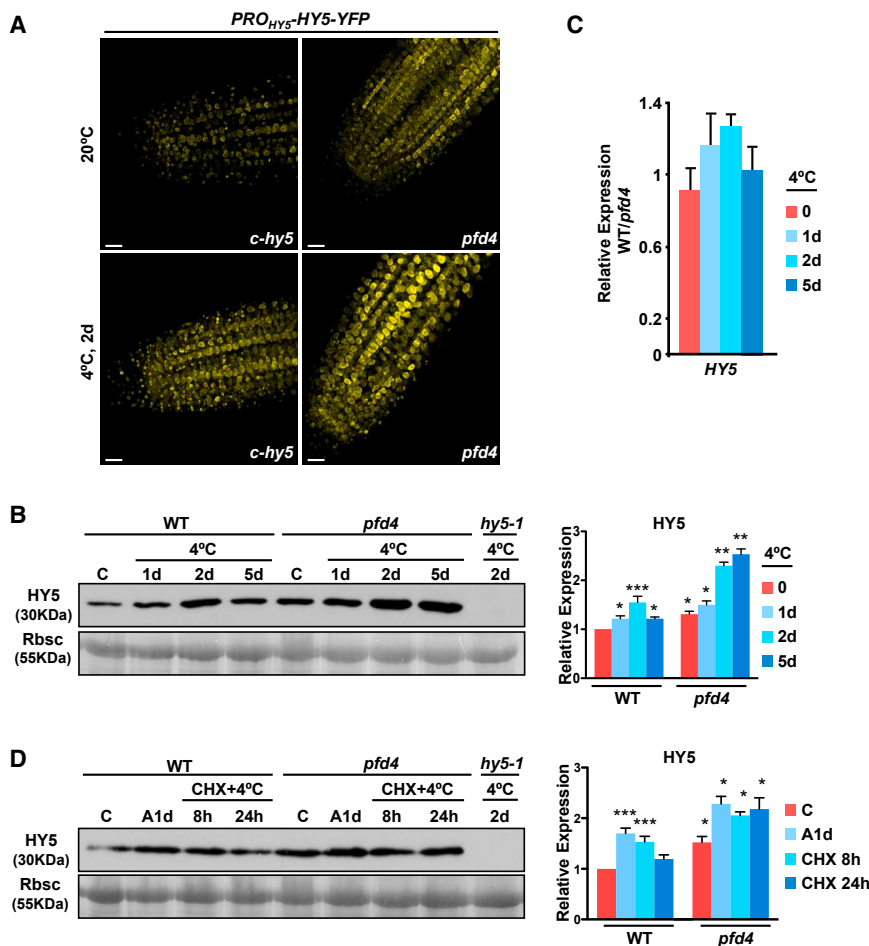 A
PROHY5-HY5-YFP
20ºC
c-hy5
pfd4
4ºC, 2d
c-hy5
pfd4
C
Relative Expression
WT/pfd4
1.4
1
0.6
0.2
0
HY5
4ºC
0
1d
2d
5d
B
WT
pfd4
hy5-1
4ºC
4ºC
4ºC
C
1d
2d
5d
C
1d
2d
5d
2d
HY5
(30KDa)
Rbsc
(55KDa)
HY5
Relative Expression
3
2
1
0
*
***
*
*
*
**
**
WT
pfd4
4ºC
0
1d
2d
5d
D
WT
pfd4
hy5-1
CHX+4ºC
CHX+4ºC
4ºC
C
A1d
8h
24h
C
A1d
8h
24h
2d
HY5
(30KDa)
Rbsc
(55KDa)
HY5
Relative Expression
3
2
1
0
***
***
*
*
*
*
WT
pfd4
C
A1d
CHX 8h
CHX 24h